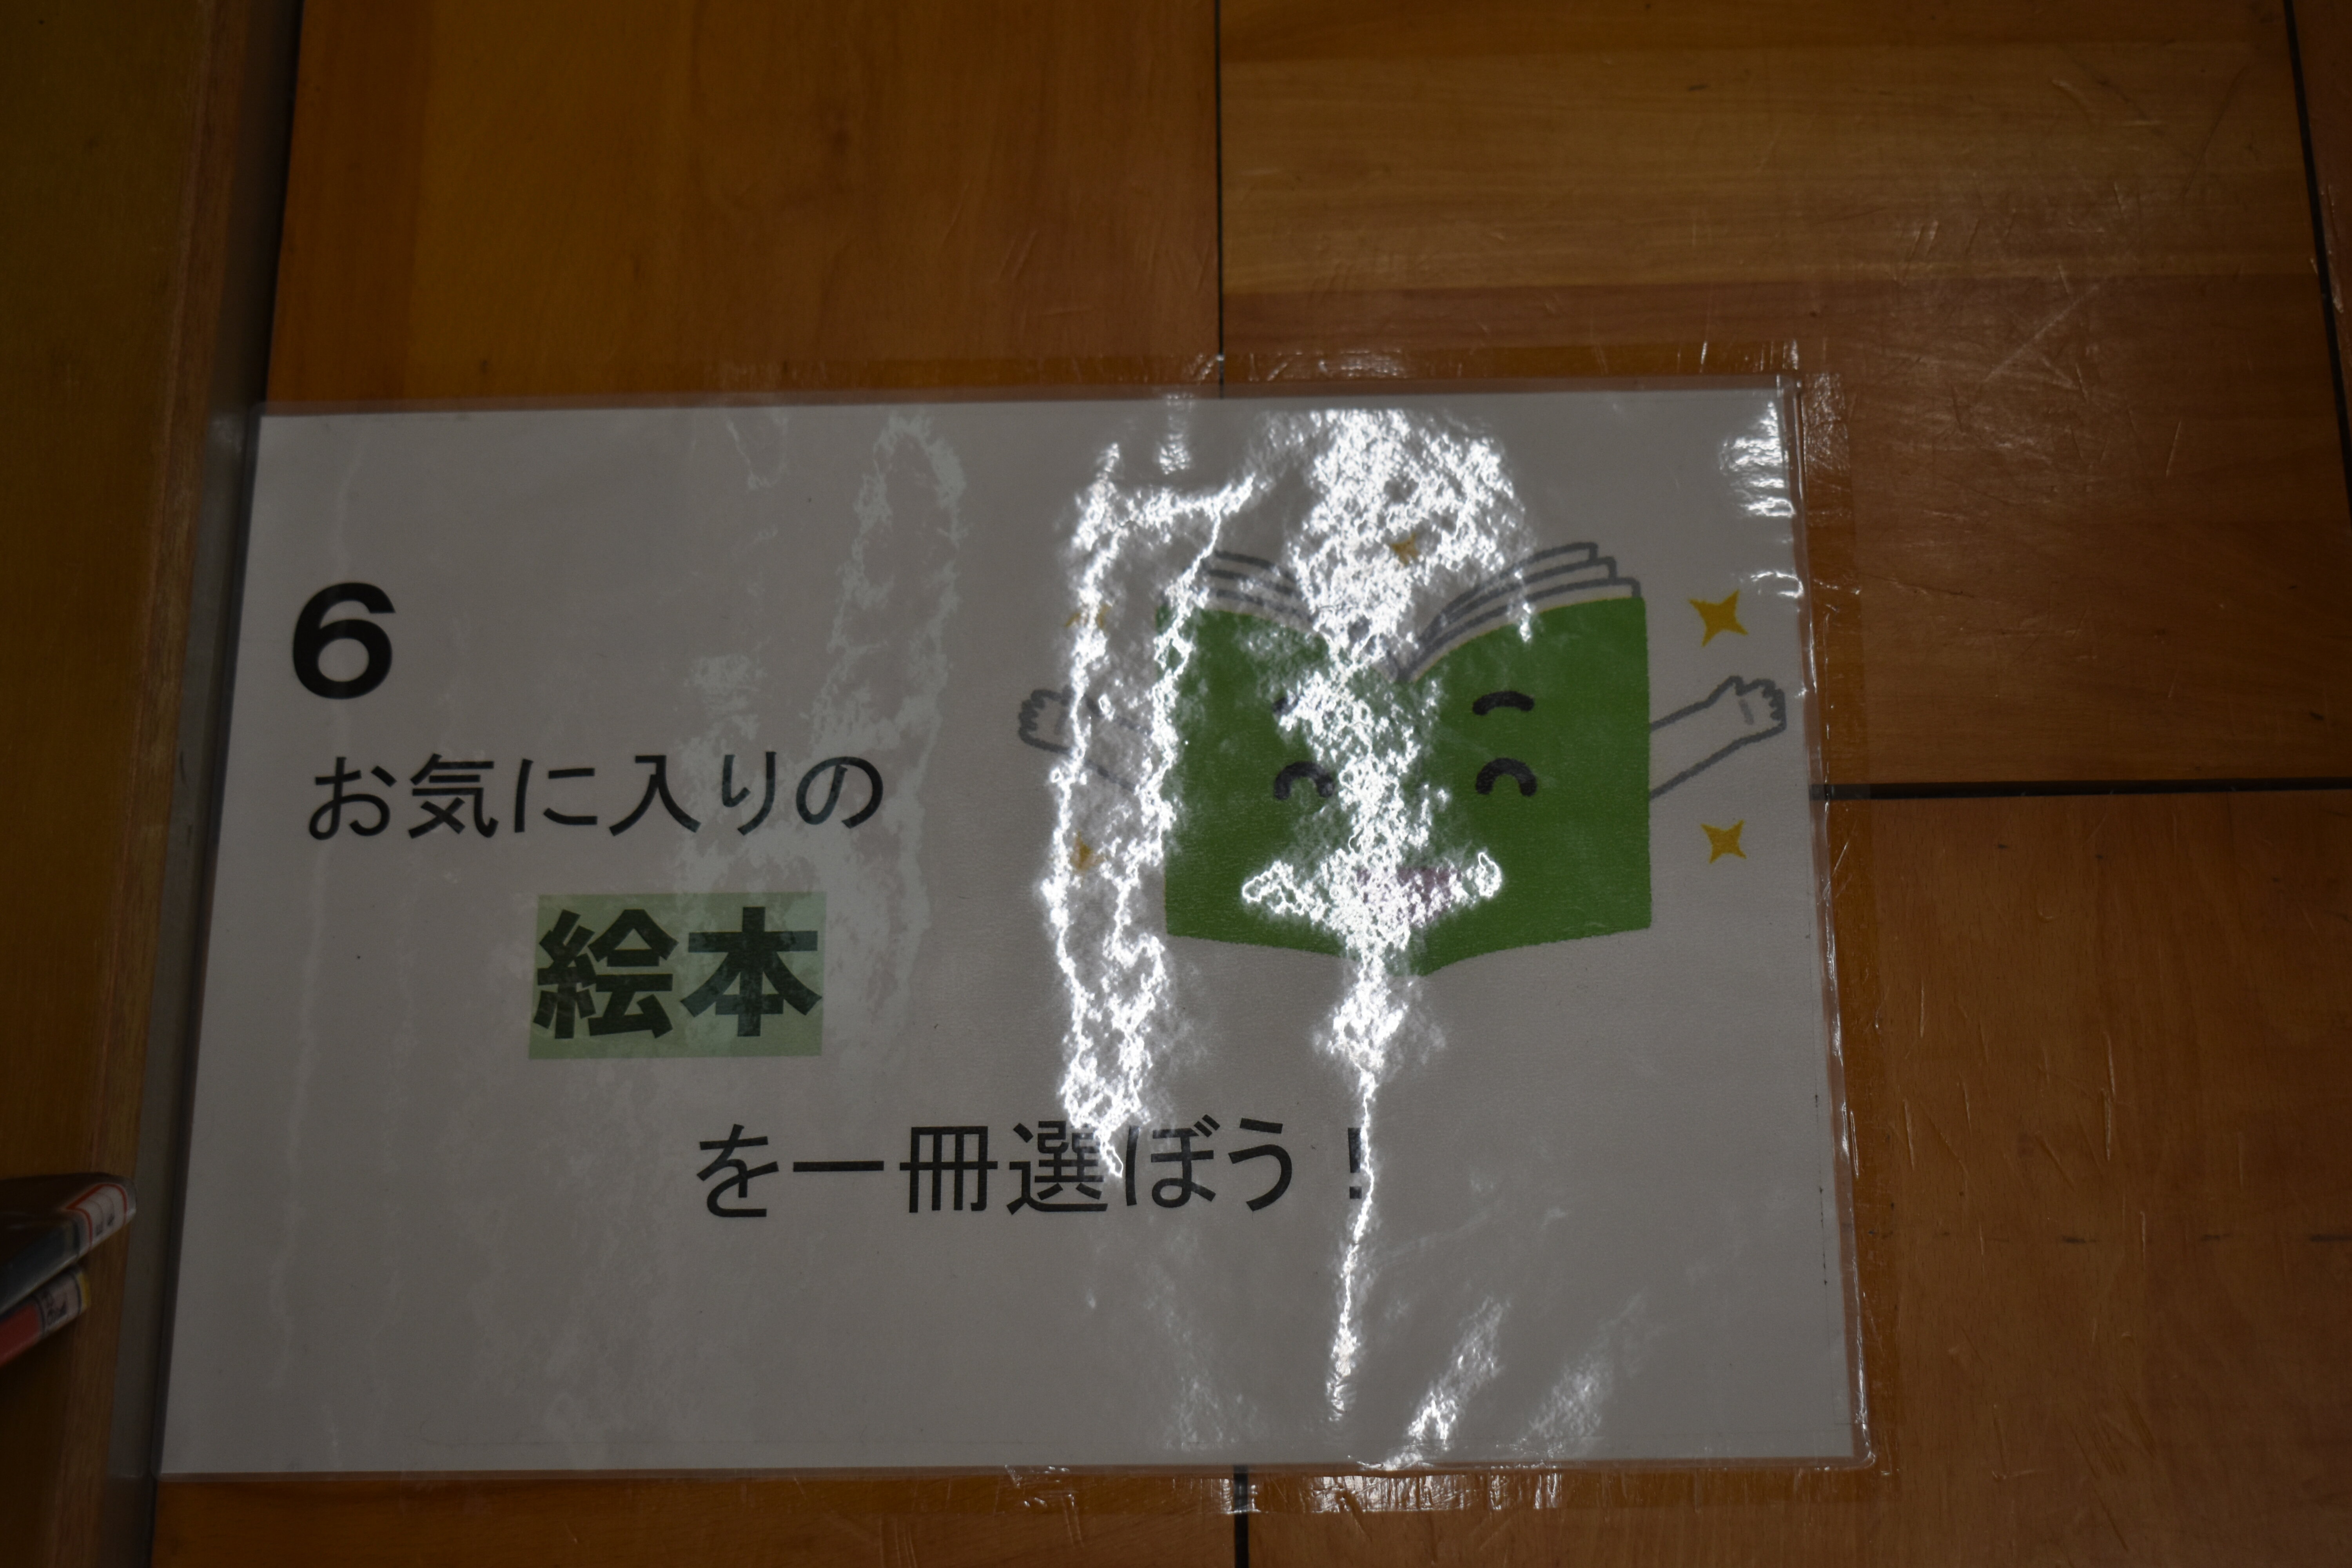 6
お気に入りの
絵本
を一冊選ぼう！